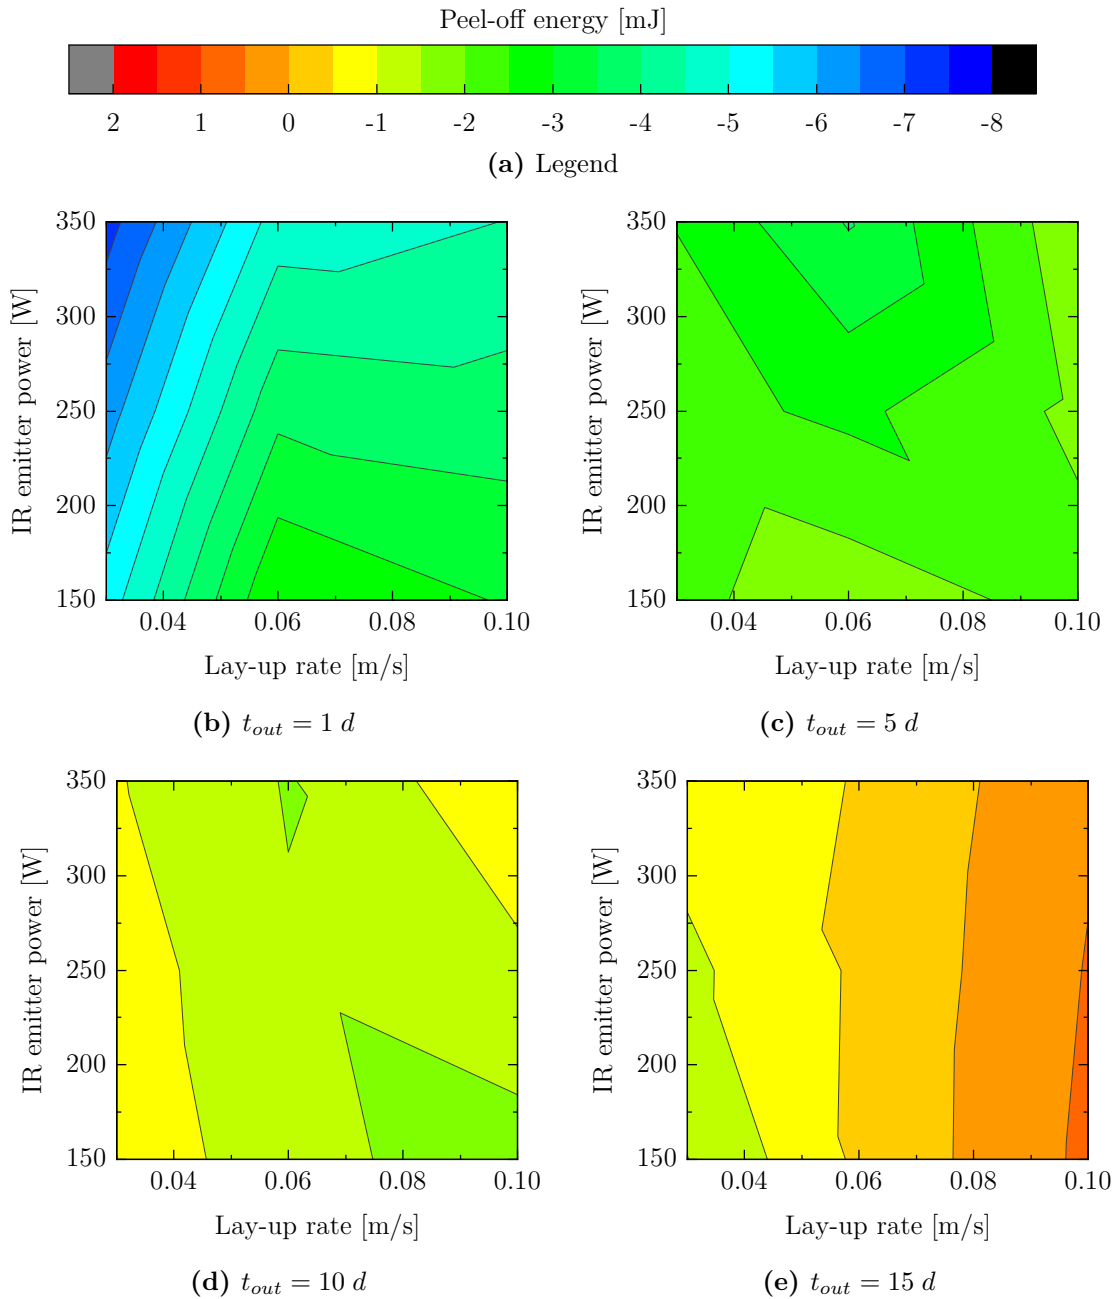 Peel-off energy [mJ]
2 1 0 -1 -2 -3 -4 -5 -6 -7 -8
(a) Legend
350 300 250 200 150
IR emitter power [W]
0.04 0.06 0.08 0.10
Lay-up rate [m/s]
(b) t_out = 1 d
350 300 250 200 150
IR emitter power [W]
0.04 0.06 0.08 0.10
Lay-up rate [m/s]
(c) t_out = 5 d
350 300 250 200 150
IR emitter power [W]
0.04 0.06 0.08 0.10
Lay-up rate [m/s]
(d) t_out = 10 d
350 300 250 200 150
IR emitter power [W]
0.04 0.06 0.08 0.10
Lay-up rate [m/s]
(e) t_out = 15 d